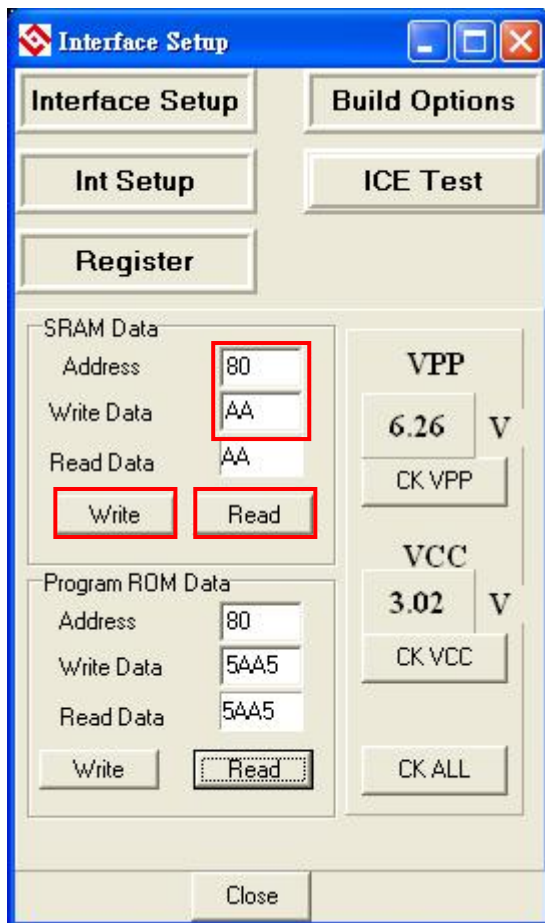 Interface Setup
Interface Setup
Build Options
Int Setup
ICE Test
Register
SRAM Data
Address 80
Write Data AA
Read Data AA
Write Read
Program ROM Data
Address 80
Write Data 5AA5
Read Data 5AA5
Write Read
VPP
6.26 V
CK VPP
VCC
3.02 V
CK VCC
CK ALL
Close